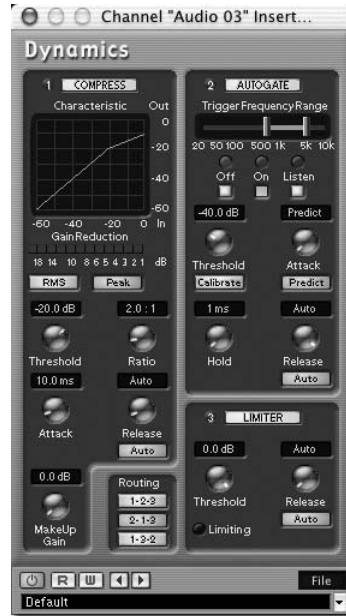 Channel "Audio 03" Insert...
Dynamics
1 COMPRESS
Characteristic Out
0
-20
-40
-60
-60 -40 -20 0 In
GainReduction
18 14 10 8 6 5 4 3 2 1 dB
RMS Peak
-20.0 dB 2.0 : 1
Threshold Ratio
10.0 ms Auto
Attack Release
Auto
0.0 dB
MakeUp
Gain
Routing
1-2-3
2-1-3
1-3-2
2 AUTOGATE
Trigger Frequency Range
20 50 100 500 1k 5k 10k
Off On Listen
-40.0 dB Predict
Threshold Attack
Calibrate Predict
1 ms Auto
Hold Release
Auto
3 LIMITER
0.0 dB Auto
Threshold Release
Auto
Limiting
R W File
Default